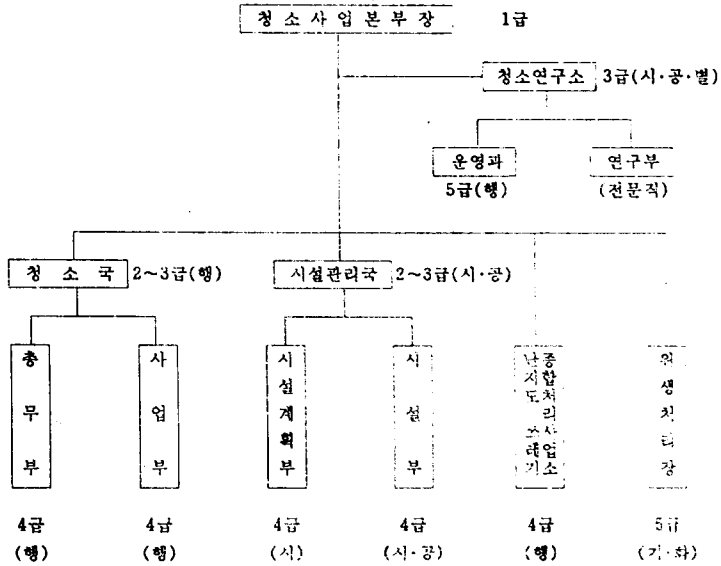 청소사업본부장 1급
청소연구소 3급(시·공·별)
운영과 연구부
5급(행) (전문직)
청소국 2~3급(행) 시설관리국 2~3급(시·공)
총무부 사업부 시설계획부 시설부 난지도쓰레기종합처리사업소 위생처리장
4급 4급 4급 4급 4급 5급
(행) (행) (시) (시·공) (행) (기·화)